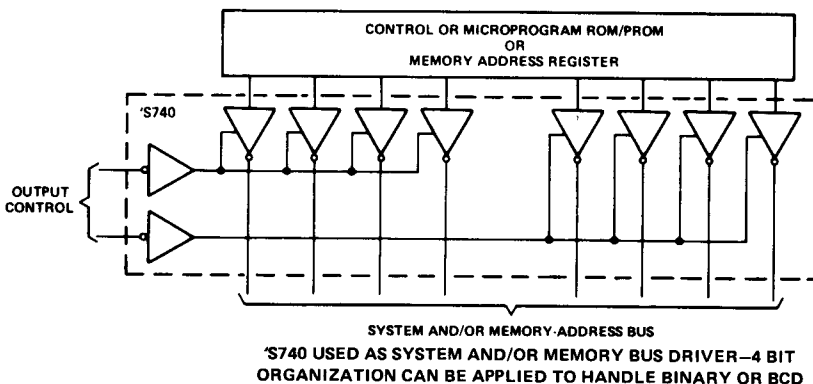 CONTROL OR MICROPROGRAM ROM/PROM
OR
MEMORY ADDRESS REGISTER
'S740
OUTPUT
CONTROL
SYSTEM AND/OR MEMORY-ADDRESS BUS
'S740 USED AS SYSTEM AND/OR MEMORY BUS DRIVER–4 BIT
ORGANIZATION CAN BE APPLIED TO HANDLE BINARY OR BCD